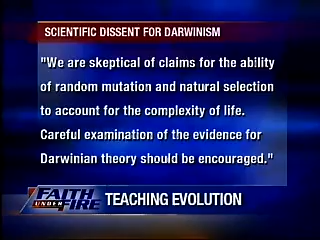 SCIENTIFIC DISSENT FOR DARWINISM
"We are skeptical of claims for the ability
of random mutation and natural selection
to account for the complexity of life.
Careful examination of the evidence for
Darwinian theory should be encouraged."
FAITH
UNDER FIRE
TEACHING EVOLUTION